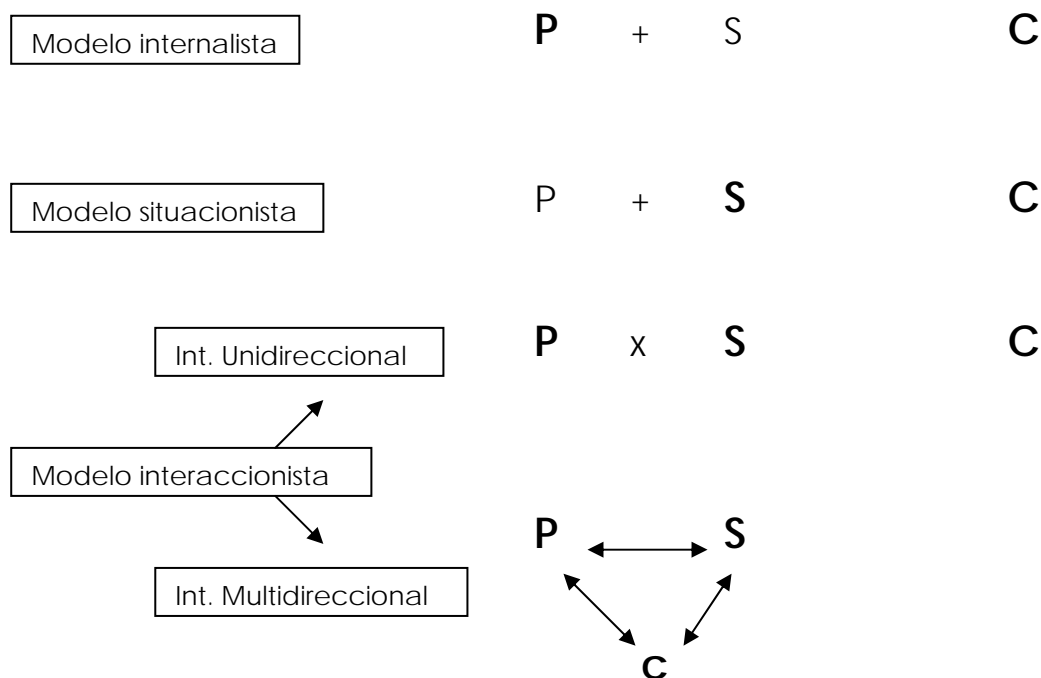 Modelo internalista P + S C
Modelo situacionista P + S C
Int. Unidireccional P x S C
Modelo interaccionista
P S
Int. Multidireccional
C